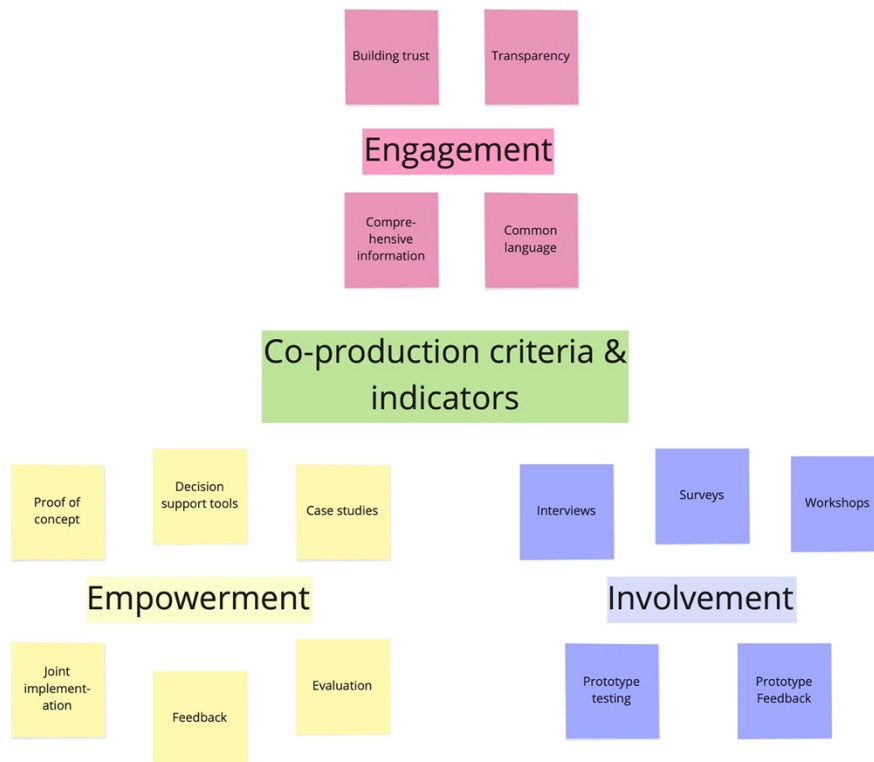 Building trust
Transparency
Engagement
Compre-
hensive
information
Common
language
Co-production criteria &
indicators
Proof of
concept
Decision
support tools
Case studies
Empowerment
Joint
implement-
ation
Feedback
Evaluation
Interviews
Surveys
Workshops
Involvement
Prototype
testing
Prototype
Feedback